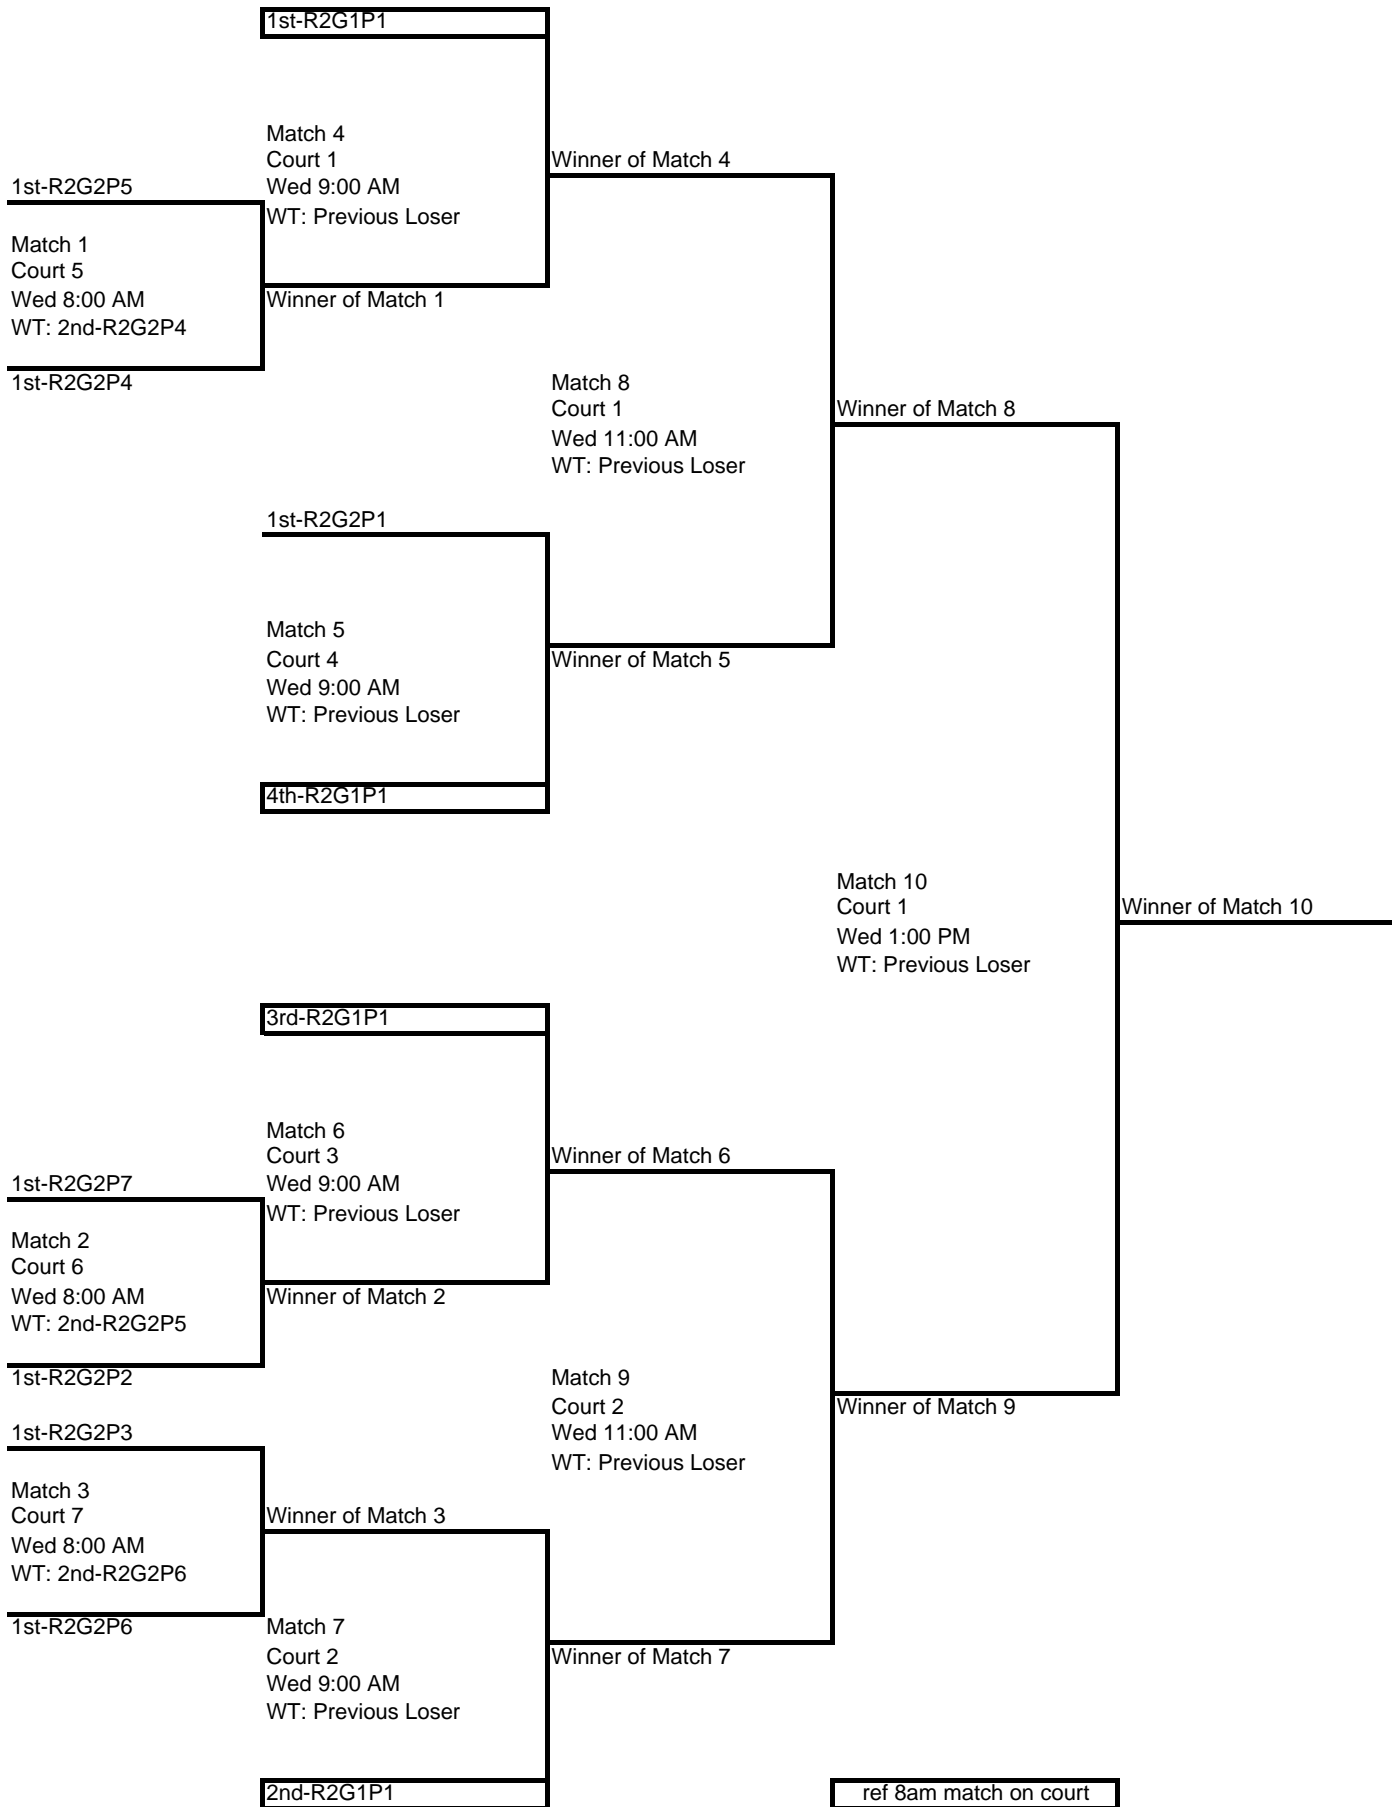 1st-R2G1P1
Match 4
Court 1
Wed 9:00 AM
WT: Previous Loser
Winner of Match 4
1st-R2G2P5
Match 1
Court 5
Wed 8:00 AM
WT: 2nd-R2G2P4
Winner of Match 1
1st-R2G2P4
Match 8
Court 1
Wed 11:00 AM
WT: Previous Loser
Winner of Match 8
1st-R2G2P1
Match 5
Court 4
Wed 9:00 AM
WT: Previous Loser
Winner of Match 5
4th-R2G1P1
Match 10
Court 1
Wed 1:00 PM
WT: Previous Loser
Winner of Match 10
3rd-R2G1P1
Match 6
Court 3
Wed 9:00 AM
WT: Previous Loser
Winner of Match 6
1st-R2G2P7
Match 2
Court 6
Wed 8:00 AM
WT: 2nd-R2G2P5
Winner of Match 2
1st-R2G2P2
Match 9
Court 2
Wed 11:00 AM
WT: Previous Loser
Winner of Match 9
1st-R2G2P3
Match 3
Court 7
Wed 8:00 AM
WT: 2nd-R2G2P6
Winner of Match 3
1st-R2G2P6
Match 7
Court 2
Wed 9:00 AM
WT: Previous Loser
Winner of Match 7
2nd-R2G1P1
ref 8am match on court